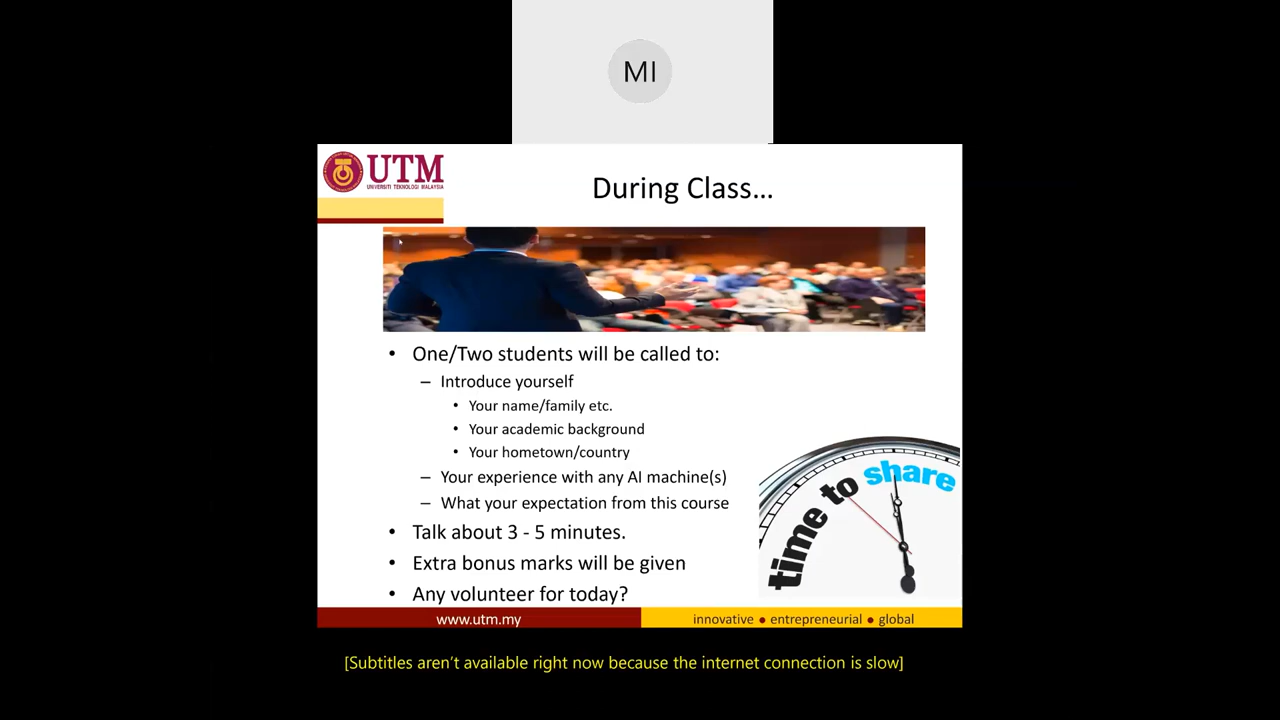 MI
UTM
UNIVERSITI TEKNOLOGI MALAYSIA
During Class...
• One/Two students will be called to:
– Introduce yourself
• Your name/family etc.
• Your academic background
• Your hometown/country
– Your experience with any AI machine(s)
– What your expectation from this course
• Talk about 3 - 5 minutes.
• Extra bonus marks will be given
• Any volunteer for today?
time to share
www.utm.my
innovative ● entrepreneurial ● global
[Subtitles aren't available right now because the internet connection is slow]